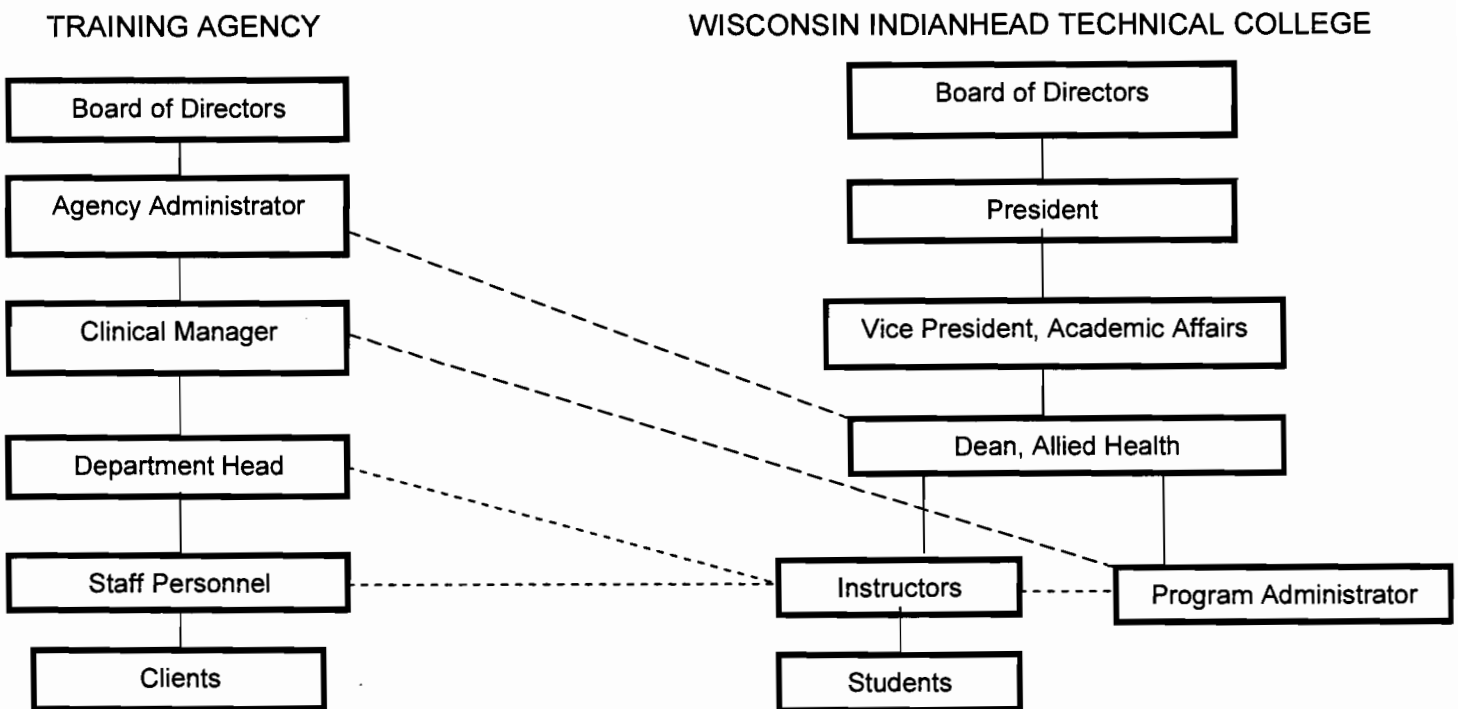 TRAINING AGENCY
Board of Directors
Agency Administrator
Clinical Manager
Department Head
Staff Personnel
Clients
WISCONSIN INDIANHEAD TECHNICAL COLLEGE
Board of Directors
President
Vice President, Academic Affairs
Dean, Allied Health
Instructors
Program Administrator
Students